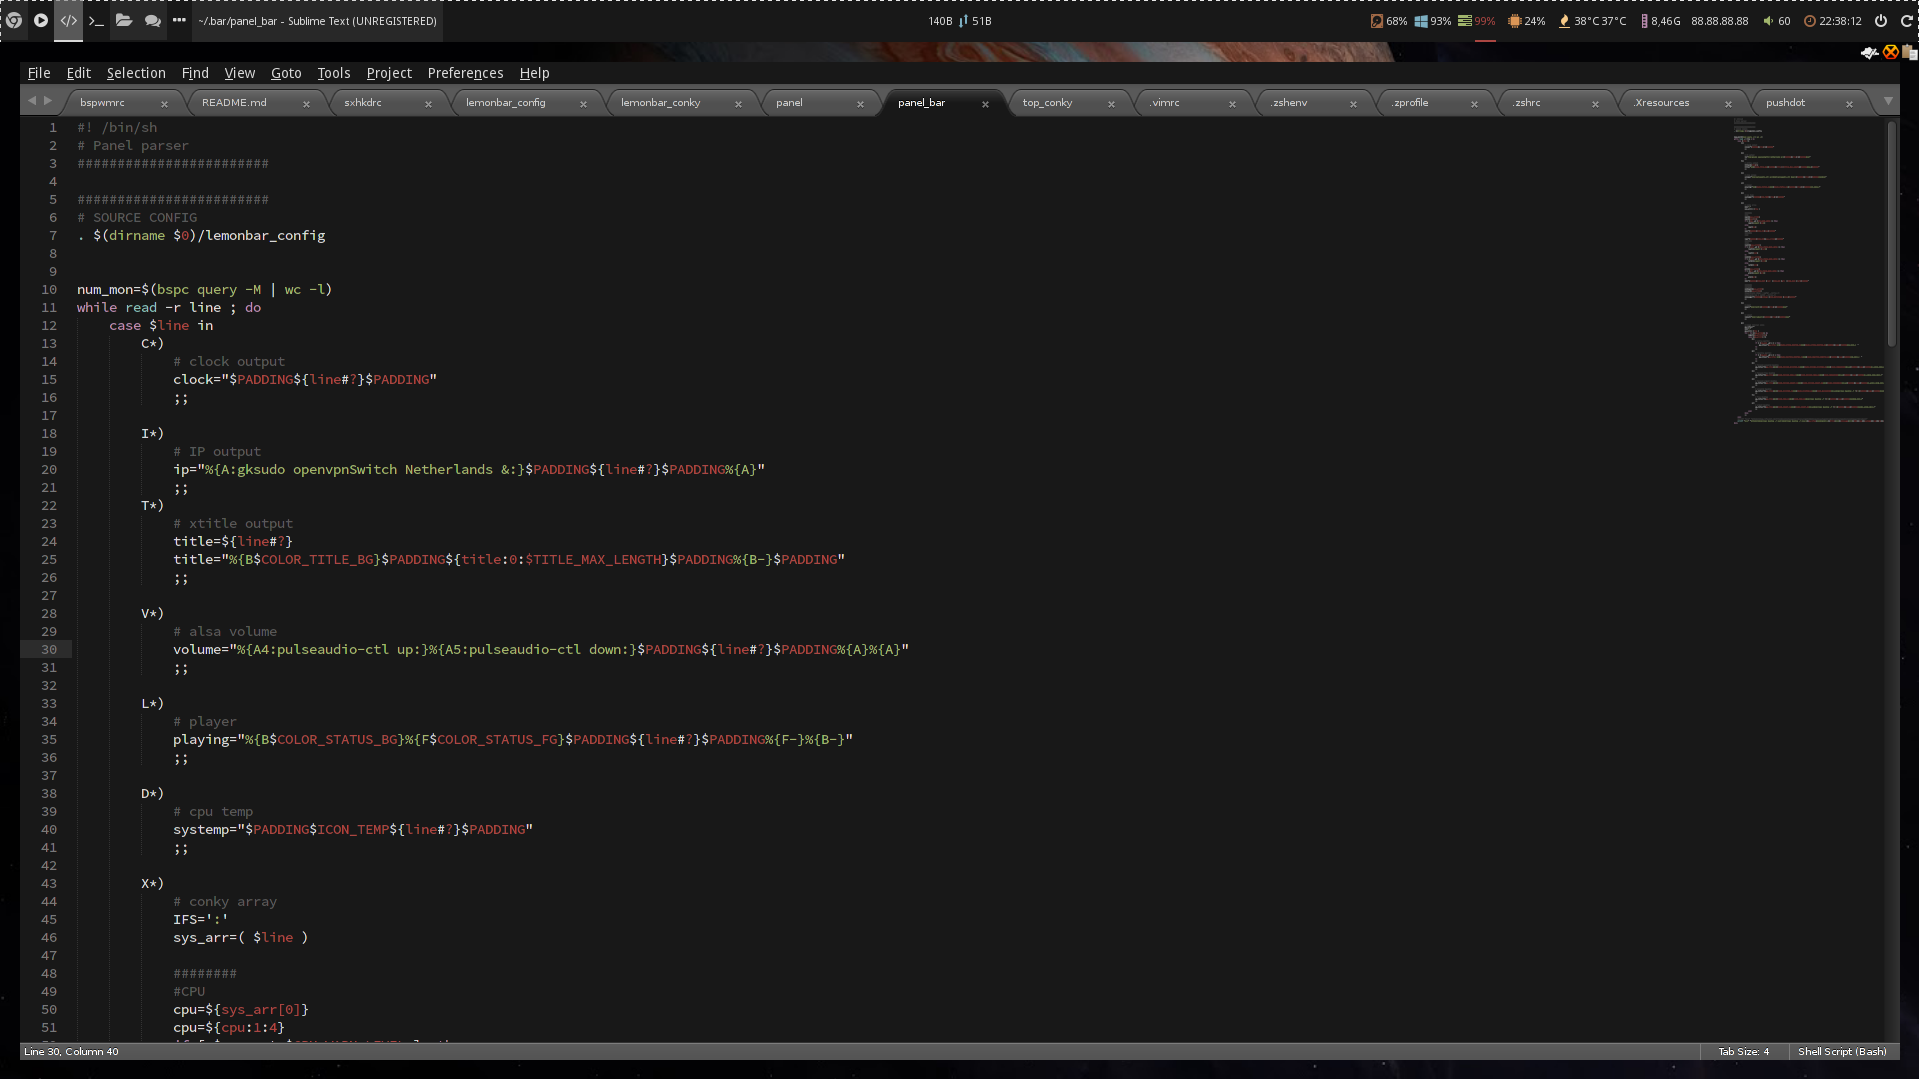 ~/.bar/panel_bar - Sublime Text (UNREGISTERED) 140B 51B 68% 93% 99% 24% 38°C 37°C 8,46G 88.88.88.88 60 22:38:12
File Edit Selection Find View Goto Tools Project Preferences Help
bspwmrc README.md sxhkdrc lemonbar_config lemonbar_conky panel panel_bar top_conky .vimrc .zshenv .zprofile .zshrc .Xresources pushdot
1 #! /bin/sh
2 # Panel parser
3 ########################
4
5 ########################
6 # SOURCE CONFIG
7 . $(dirname $0)/lemonbar_config
8
9
10 num_mon=$(bspc query -M | wc -l)
11 while read -r line ; do
12     case $line in
13         C*)
14             # clock output
15             clock="$PADDING${line#?}$PADDING"
16             ;;
17
18         I*)
19             # IP output
20             ip="%{A:gksudo openvpnSwitch Netherlands &:}$PADDING${line#?}$PADDING%{A}"
21             ;;
22         T*)
23             # xtitle output
24             title=${line#?}
25             title="%{B$COLOR_TITLE_BG}$PADDING${title:0:$TITLE_MAX_LENGTH}$PADDING%{B-}$PADDING"
26             ;;
27
28         V*)
29             # alsa volume
30             volume="%{A4:pulseaudio-ctl up:}%{A5:pulseaudio-ctl down:}$PADDING${line#?}$PADDING%{A}%{A}"
31             ;;
32
33         L*)
34             # player
35             playing="%{B$COLOR_STATUS_BG}%{F$COLOR_STATUS_FG}$PADDING${line#?}$PADDING%{F-}%{B-}"
36             ;;
37
38         D*)
39             # cpu temp
40             systemp="$PADDING$ICON_TEMP${line#?}$PADDING"
41             ;;
42
43         X*)
44             # conky array
45             IFS=':'
46             sys_arr=( $line )
47
48             ########
49             #CPU
50             cpu=${sys_arr[0]}
51             cpu=${cpu:1:4}
Line 30, Column 40 Tab Size: 4 Shell Script (Bash)